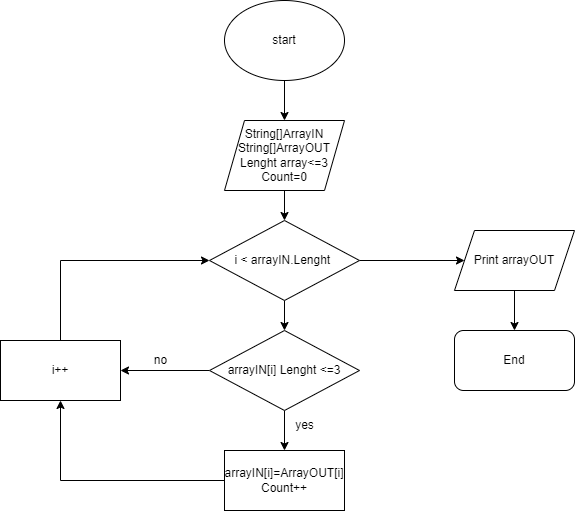 start
String[]ArrayIN
String[]ArrayOUT
Lenght array<=3
Count=0
i < arrayIN.Lenght
Print arrayOUT
arrayIN[i] Lenght <=3
no
i++
End
yes
arrayIN[i]=ArrayOUT[i]
Count++